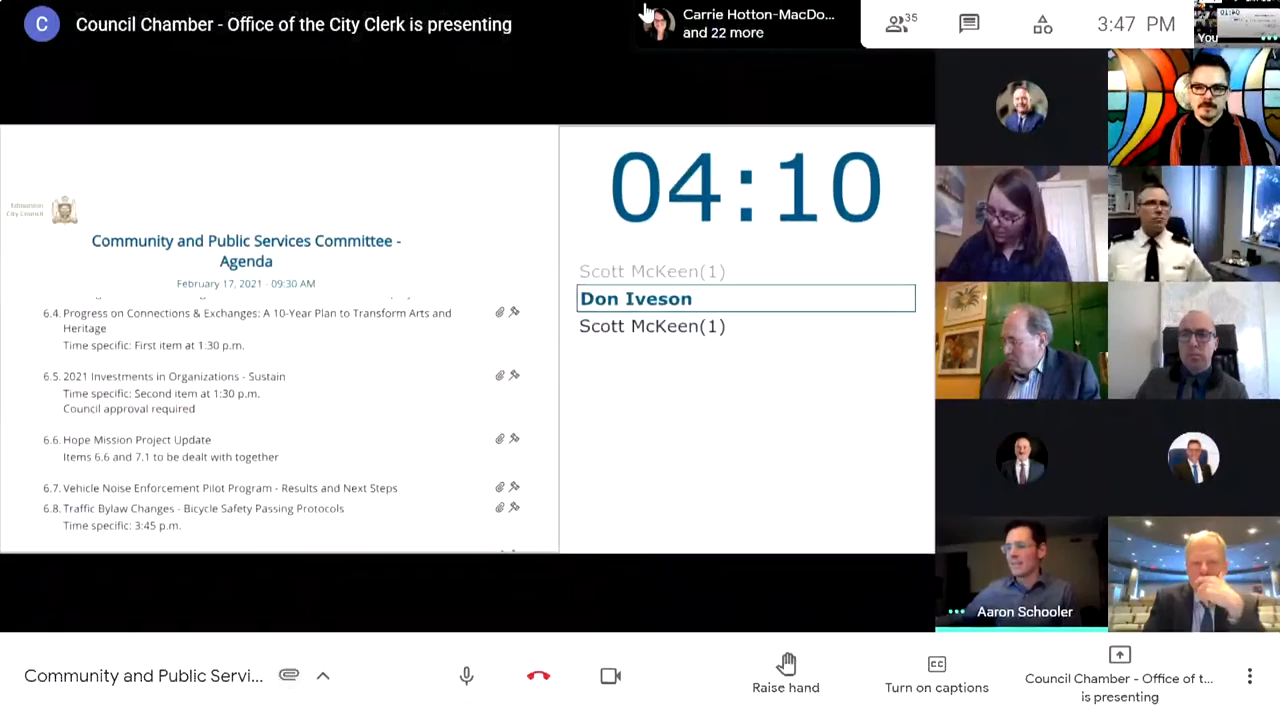 C
Council Chamber - Office of the City Clerk is presenting
Carrie Hotton-MacDo...
and 22 more
35
3:47 PM
You
Edmonton
City Council
Community and Public Services Committee -
Agenda
February 17, 2021 - 09:30 AM
6.4. Progress on Connections & Exchanges: A 10-Year Plan to Transform Arts and
Heritage
Time specific: First item at 1:30 p.m.
6.5. 2021 Investments in Organizations - Sustain
Time specific: Second item at 1:30 p.m.
Council approval required
6.6. Hope Mission Project Update
Items 6.6 and 7.1 to be dealt with together
6.7. Vehicle Noise Enforcement Pilot Program - Results and Next Steps
6.8. Traffic Bylaw Changes - Bicycle Safety Passing Protocols
Time specific: 3:45 p.m.
04:10
Scott McKeen(1)
Don Iveson
Scott McKeen(1)
Aaron Schooler
Community and Public Servi...
Raise hand
CC
Turn on captions
Council Chamber - Office of t...
is presenting